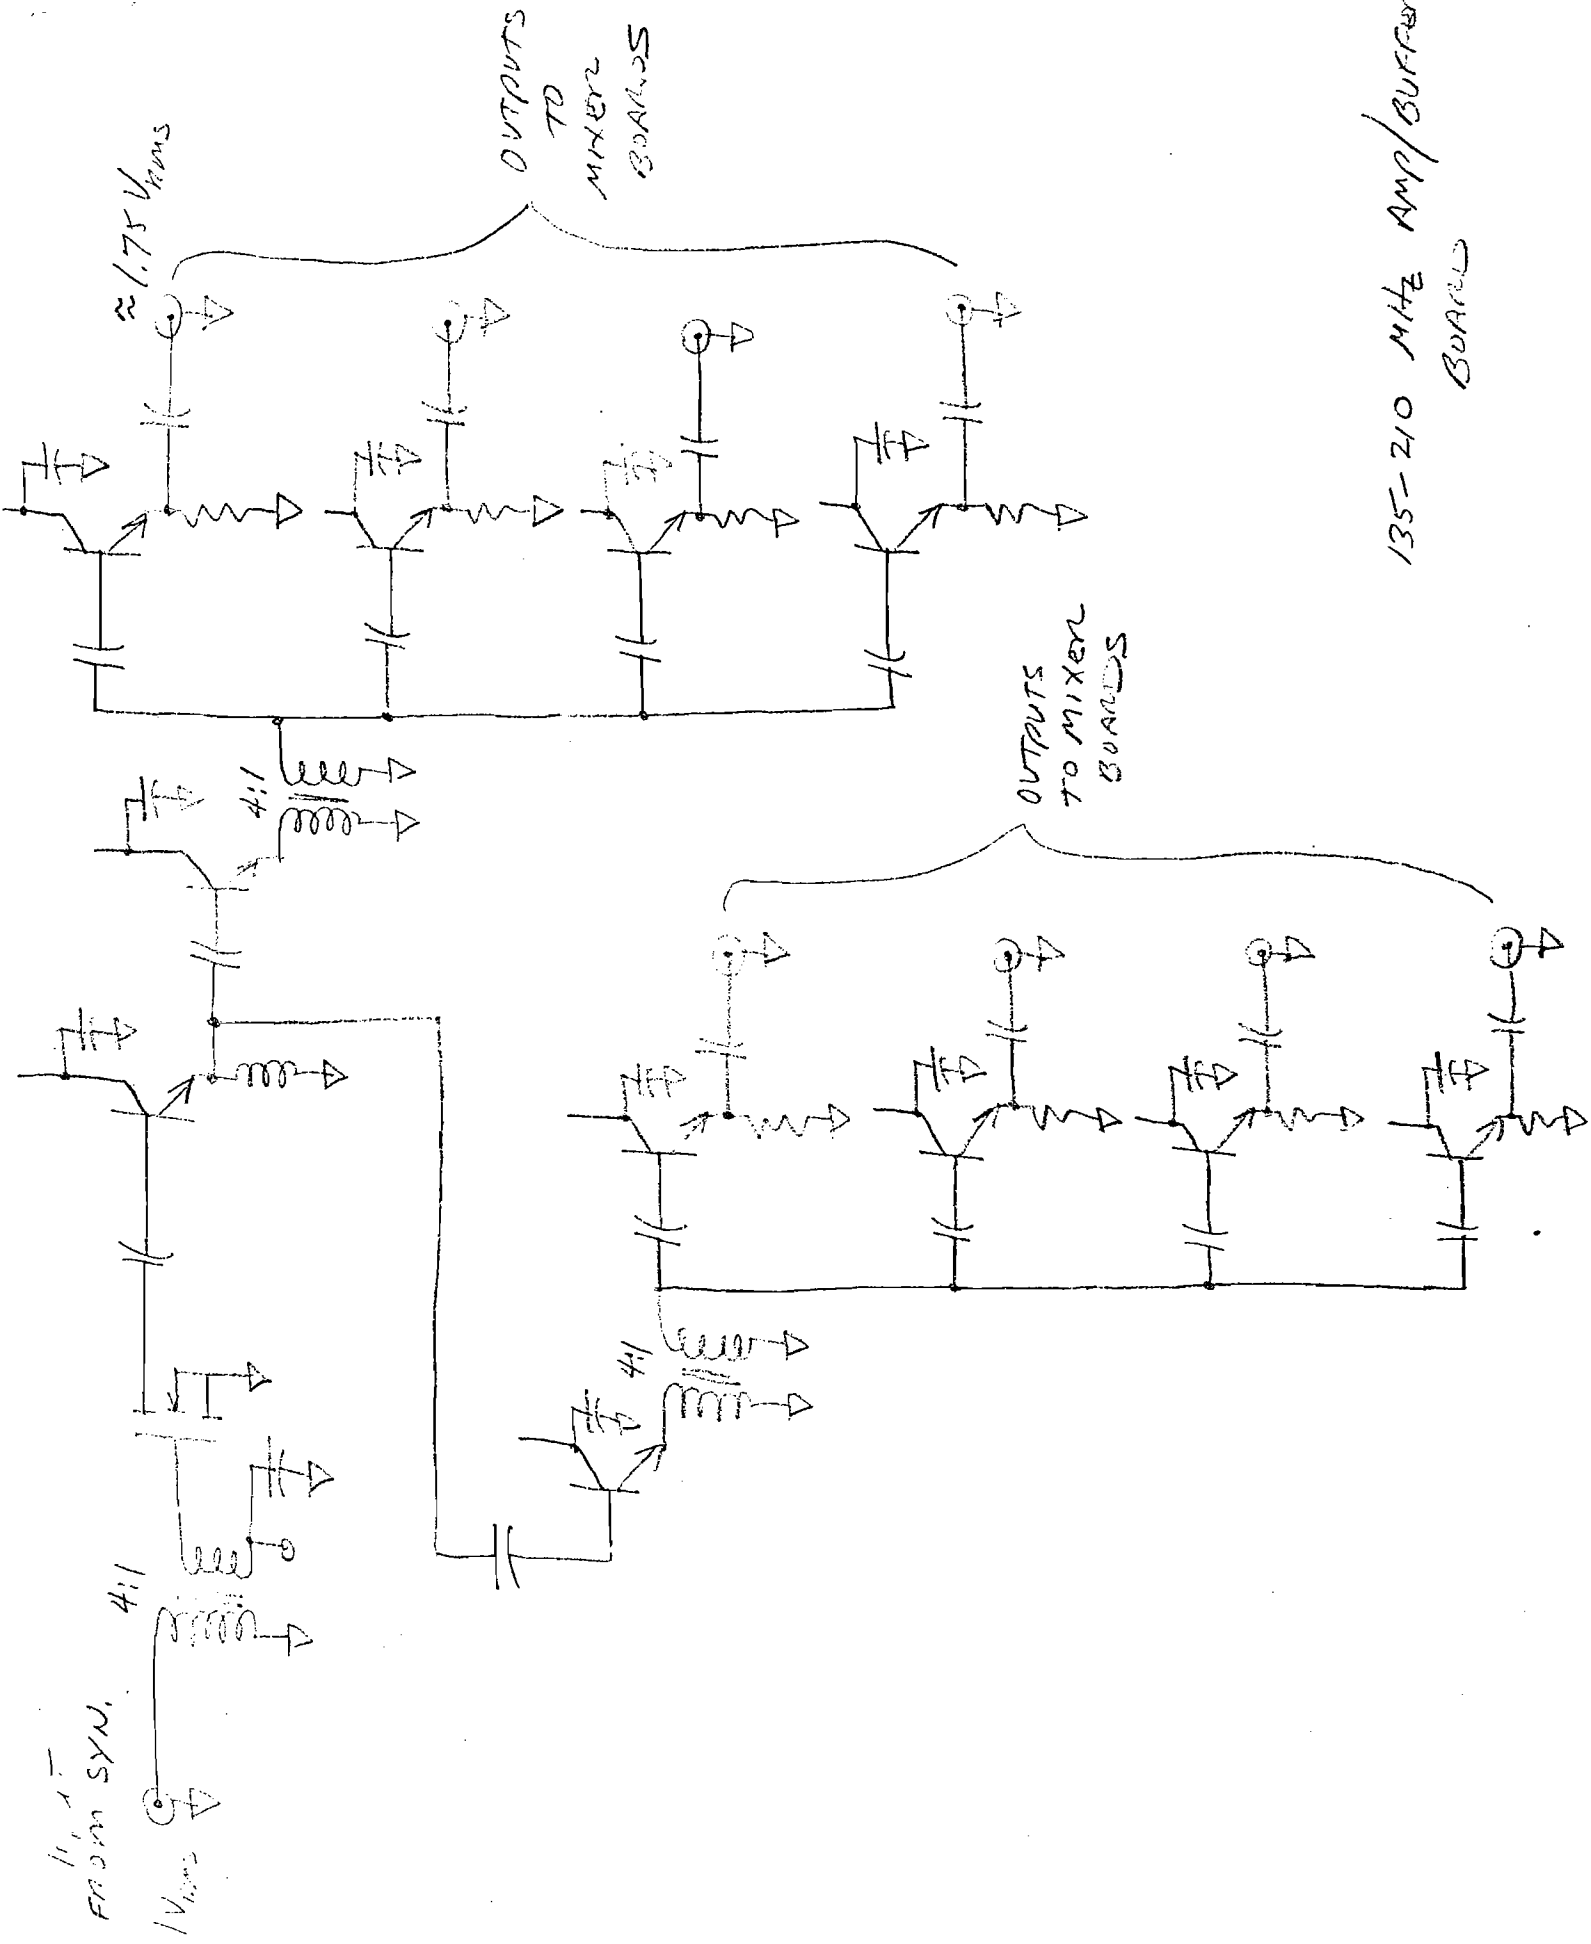 FROM SYN.
1Vrms
4:1
4:1
4:1
≈1.75 Vrms
OUTPUTS
TO
MIXER
BOARDS
OUTPUTS
TO MIXER
BOARDS
135-210 MHz AMP/BUFFER
BOARD